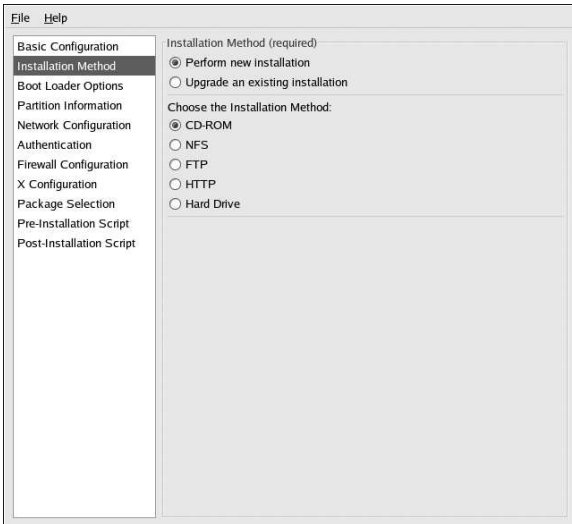 File Help
Basic Configuration
Installation Method
Boot Loader Options
Partition Information
Network Configuration
Authentication
Firewall Configuration
X Configuration
Package Selection
Pre-Installation Script
Post-Installation Script
Installation Method (required)
Perform new installation
Upgrade an existing installation
Choose the Installation Method:
CD-ROM
NFS
FTP
HTTP
Hard Drive